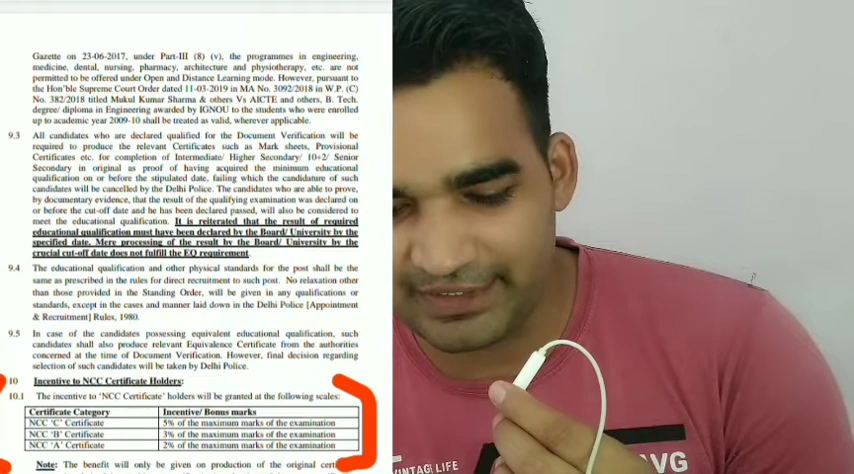 Gazette on 23-06-2017, under Part-III (8) (v), the programmes in engineering,
medicine, dental, nursing, pharmacy, architecture and physiotherapy, etc. are not
permitted to be offered under Open and Distance Learning mode. However, pursuant to
the Hon'ble Supreme Court Order dated 11-03-2019 in MA No. 3092/2018 in W.P. (C)
No. 382/2018 titled Mukul Kumar Sharma & others Vs AICTE and others, B. Tech.
degree/ diploma in Engineering awarded by IGNOU to the students who were enrolled
up to academic year 2009-10 shall be treated as valid, wherever applicable.
9.3 All candidates who are declared qualified for the Document Verification will be
required to produce the relevant Certificates such as Mark sheets, Provisional
Certificates etc. for completion of Intermediate/ Higher Secondary/ 10+2/ Senior
Secondary in original as proof of having acquired the minimum educational
qualification on or before the stipulated date, failing which the candidature of such
candidates will be cancelled by the Delhi Police. The candidates who are able to prove,
by documentary evidence, that the result of the qualifying examination was declared on
or before the cut-off date and he has been declared passed, will also be considered to
meet the educational qualification. It is reiterated that the result of required
educational qualification must have been declared by the Board/ University by the
specified date. Mere processing of the result by the Board/ University by the
crucial cut-off date does not fulfill the EQ requirement.
9.4 The educational qualification and other physical standards for the post shall be the
same as prescribed in the rules for direct recruitment to such post. No relaxation other
than those provided in the Standing Order, will be given in any qualifications or
standards, except in the cases and manner laid down in the Delhi Police [Appointment
& Recruitment] Rules, 1980.
9.5 In case of the candidates possessing equivalent educational qualification, such
candidates shall also produce relevant Equivalence Certificate from the authorities
concerned at the time of Document Verification. However, final decision regarding
selection of such candidates will be taken by Delhi Police.
10 Incentive to NCC Certificate Holders:
10.1 The incentive to 'NCC Certificate' holders will be granted at the following scales:
Certificate Category Incentive/ Bonus marks
NCC 'C' Certificate 5% of the maximum marks of the examination
NCC 'B' Certificate 3% of the maximum marks of the examination
NCC 'A' Certificate 2% of the maximum marks of the examination
Note: The benefit will only be given on production of the original
VINTAGE LIFE
AVG